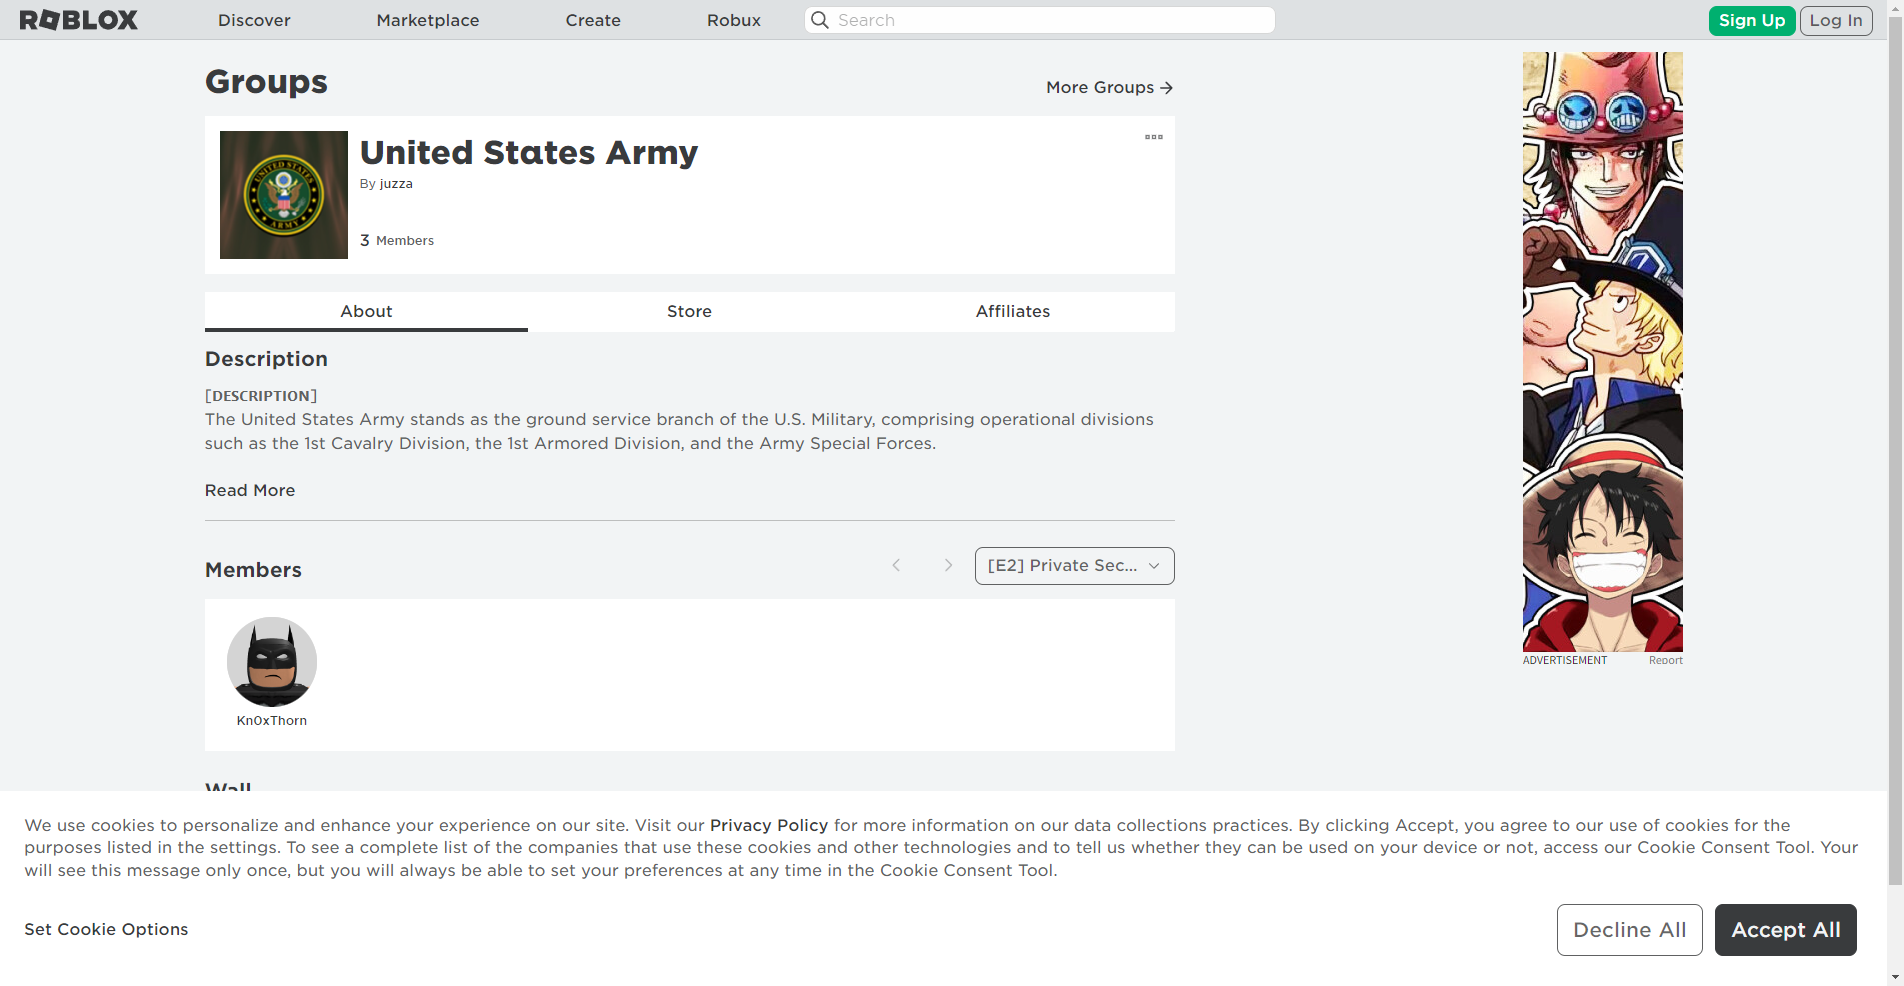 ROBLOX Discover Marketplace Create Robux Search Sign Up Log In
Groups
More Groups
United States Army
By juzza
3 Members
UNITED STATES
ARMY
About Store Affiliates
Description
[DESCRIPTION]
The United States Army stands as the ground service branch of the U.S. Military, comprising operational divisions
such as the 1st Cavalry Division, the 1st Armored Division, and the Army Special Forces.
Read More
Members
[E2] Private Sec...
Kn0xThorn
ADVERTISEMENT Report
Wall
We use cookies to personalize and enhance your experience on our site. Visit our Privacy Policy for more information on our data collections practices. By clicking Accept, you agree to our use of cookies for the
purposes listed in the settings. To see a complete list of the companies that use these cookies and other technologies and to tell us whether they can be used on your device or not, access our Cookie Consent Tool. Your
will see this message only once, but you will always be able to set your preferences at any time in the Cookie Consent Tool.
Set Cookie Options
Decline All
Accept All